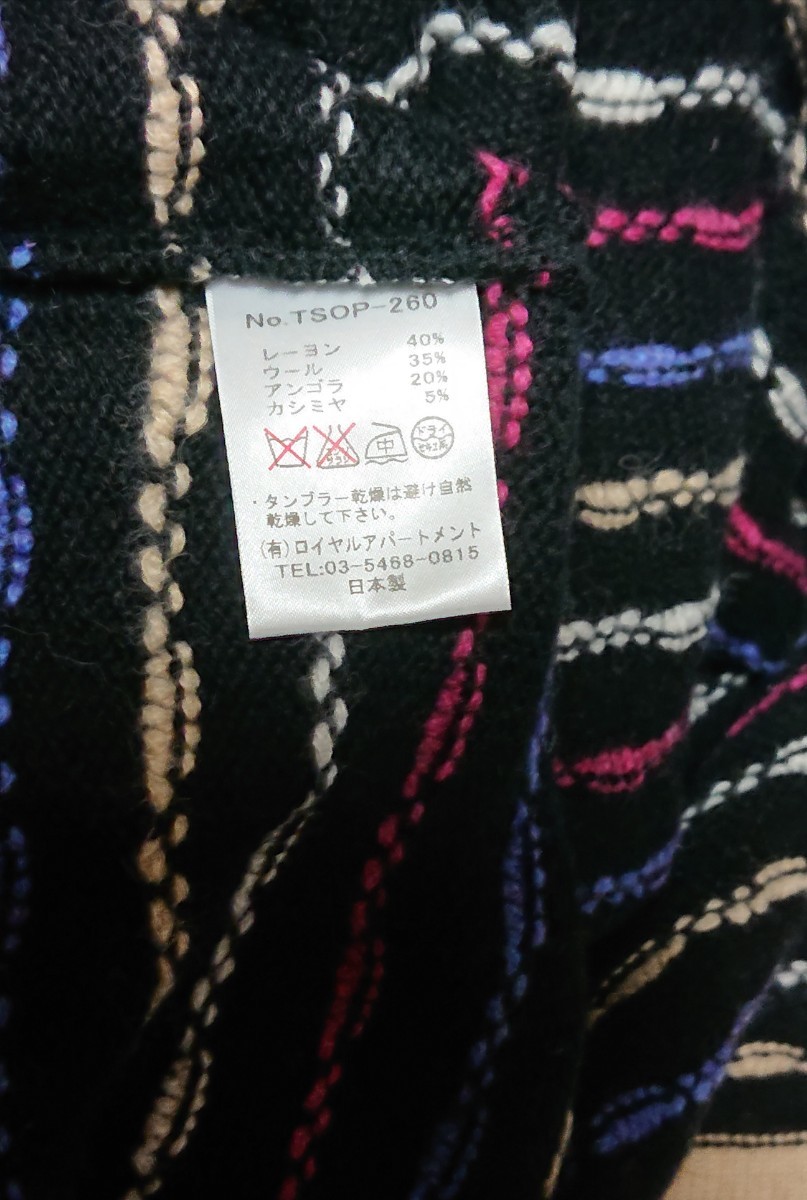 No.TSOP-260
レーヨン 40%
ウール 35%
アンゴラ 20%
カシミヤ 5%
中 ドライ
・タンブラー乾燥は避け自然
乾燥して下さい。
(有)ロイヤルアパートメント
TEL:03-5468-0815
日本製